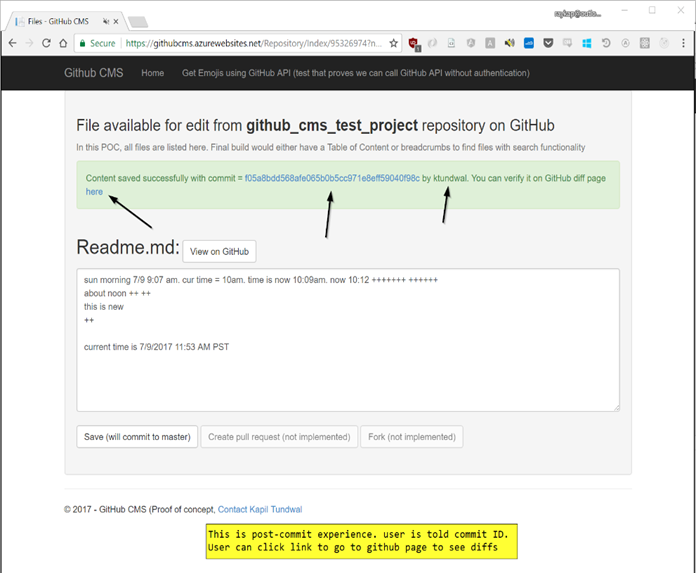 Files - GitHub CMS
Secure https://githubcms.azurewebsites.net/Repository/Index/95326974?n...
Github CMS Home Get Emojis using GitHub API (test that proves we can call GitHub API without authentication)
File available for edit from github_cms_test_project repository on GitHub
In this POC, all files are listed here. Final build would either have a Table of Content or breadcrumbs to find files with search functionality
Content saved successfully with commit = f05a8bdd568afe065b0b5cc971e8eff59040f98c by ktundwal. You can verify it on GitHub diff page
here
Readme.md: View on GitHub
sun morning 7/9 9:07 am. cur time = 10am. time is now 10:09am. now 10:12 +++++++ ++++++
about noon ++ ++
this is new
++
current time is 7/9/2017 11:53 AM PST
Save (will commit to master) Create pull request (not implemented) Fork (not implemented)
© 2017 - GitHub CMS (Proof of concept, Contact Kapil Tundwal
This is post-commit experience. user is told commit ID.
User can click link to go to github page to see diffs